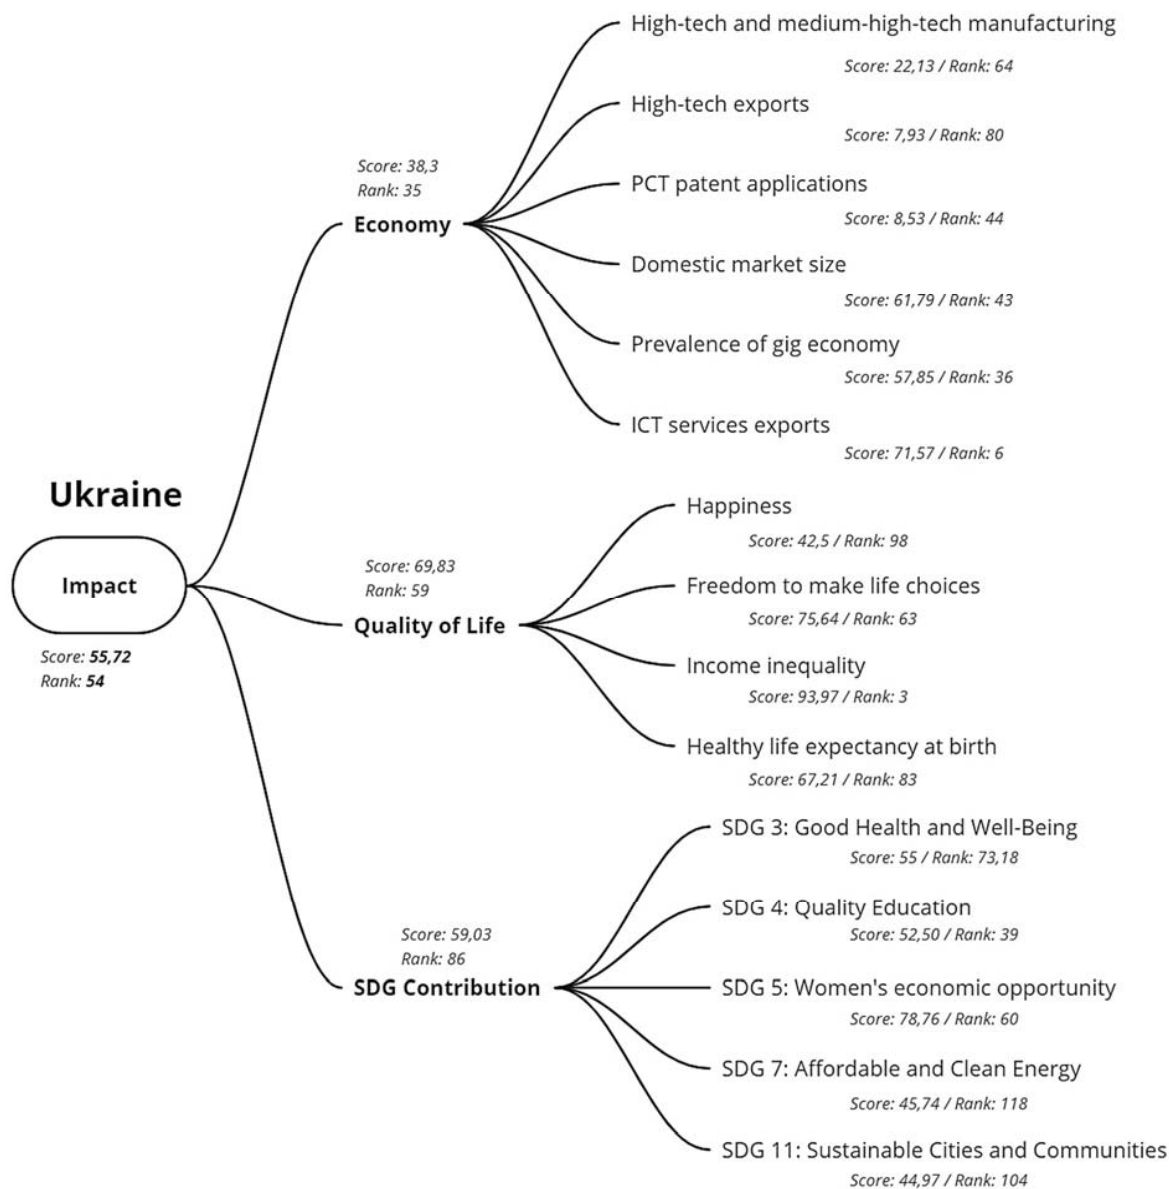 High-tech and medium-high-tech manufacturing
Score: 22,13 / Rank: 64
High-tech exports
Score: 7,93 / Rank: 80
Score: 38,3
Rank: 35
PCT patent applications
Score: 8,53 / Rank: 44
Economy
Domestic market size
Score: 61,79 / Rank: 43
Prevalence of gig economy
Score: 57,85 / Rank: 36
ICT services exports
Score: 71,57 / Rank: 6
Ukraine
Impact
Score: 55,72
Rank: 54
Happiness
Score: 42,5 / Rank: 98
Score: 69,83
Rank: 59
Freedom to make life choices
Score: 75,64 / Rank: 63
Quality of Life
Income inequality
Score: 93,97 / Rank: 3
Healthy life expectancy at birth
Score: 67,21 / Rank: 83
SDG 3: Good Health and Well-Being
Score: 55 / Rank: 73,18
SDG 4: Quality Education
Score: 52,50 / Rank: 39
Score: 59,03
Rank: 86
SDG Contribution
SDG 5: Women's economic opportunity
Score: 78,76 / Rank: 60
SDG 7: Affordable and Clean Energy
Score: 45,74 / Rank: 118
SDG 11: Sustainable Cities and Communities
Score: 44,97 / Rank: 104